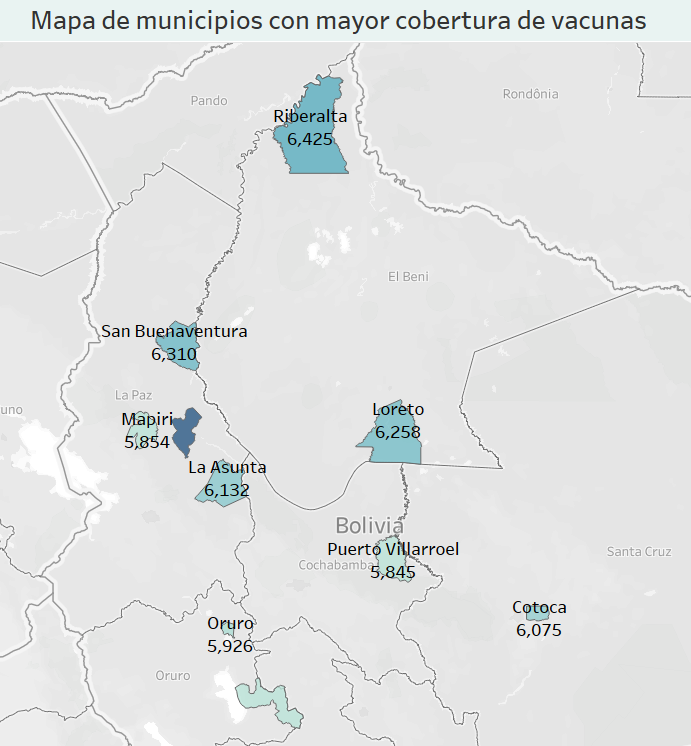 Mapa de municipios con mayor cobertura de vacunas
Pando
Rondônia
Riberalta
6,425
El Beni
San Buenaventura
6,310
La Paz
uno
Mapiri
5,854
Loreto
6,258
La Asunta
6,132
Bolivia
Puerto Villarroel
5,845
Cochabamba
Santa Cruz
Cotoca
6,075
Oruro
5,926
Oruro